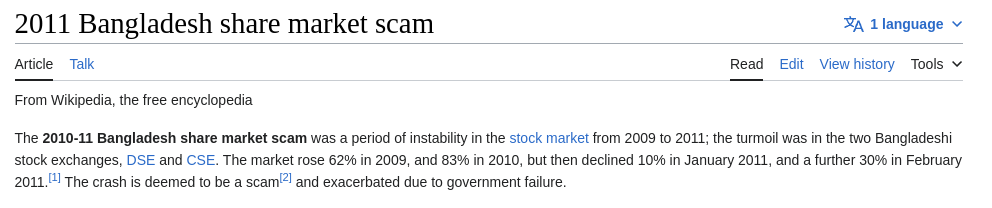 2011 Bangladesh share market scam
1 language
Article Talk Read Edit View history Tools
From Wikipedia, the free encyclopedia
The 2010-11 Bangladesh share market scam was a period of instability in the stock market from 2009 to 2011; the turmoil was in the two Bangladeshi
stock exchanges, DSE and CSE. The market rose 62% in 2009, and 83% in 2010, but then declined 10% in January 2011, and a further 30% in February
2011.[1] The crash is deemed to be a scam[2] and exacerbated due to government failure.